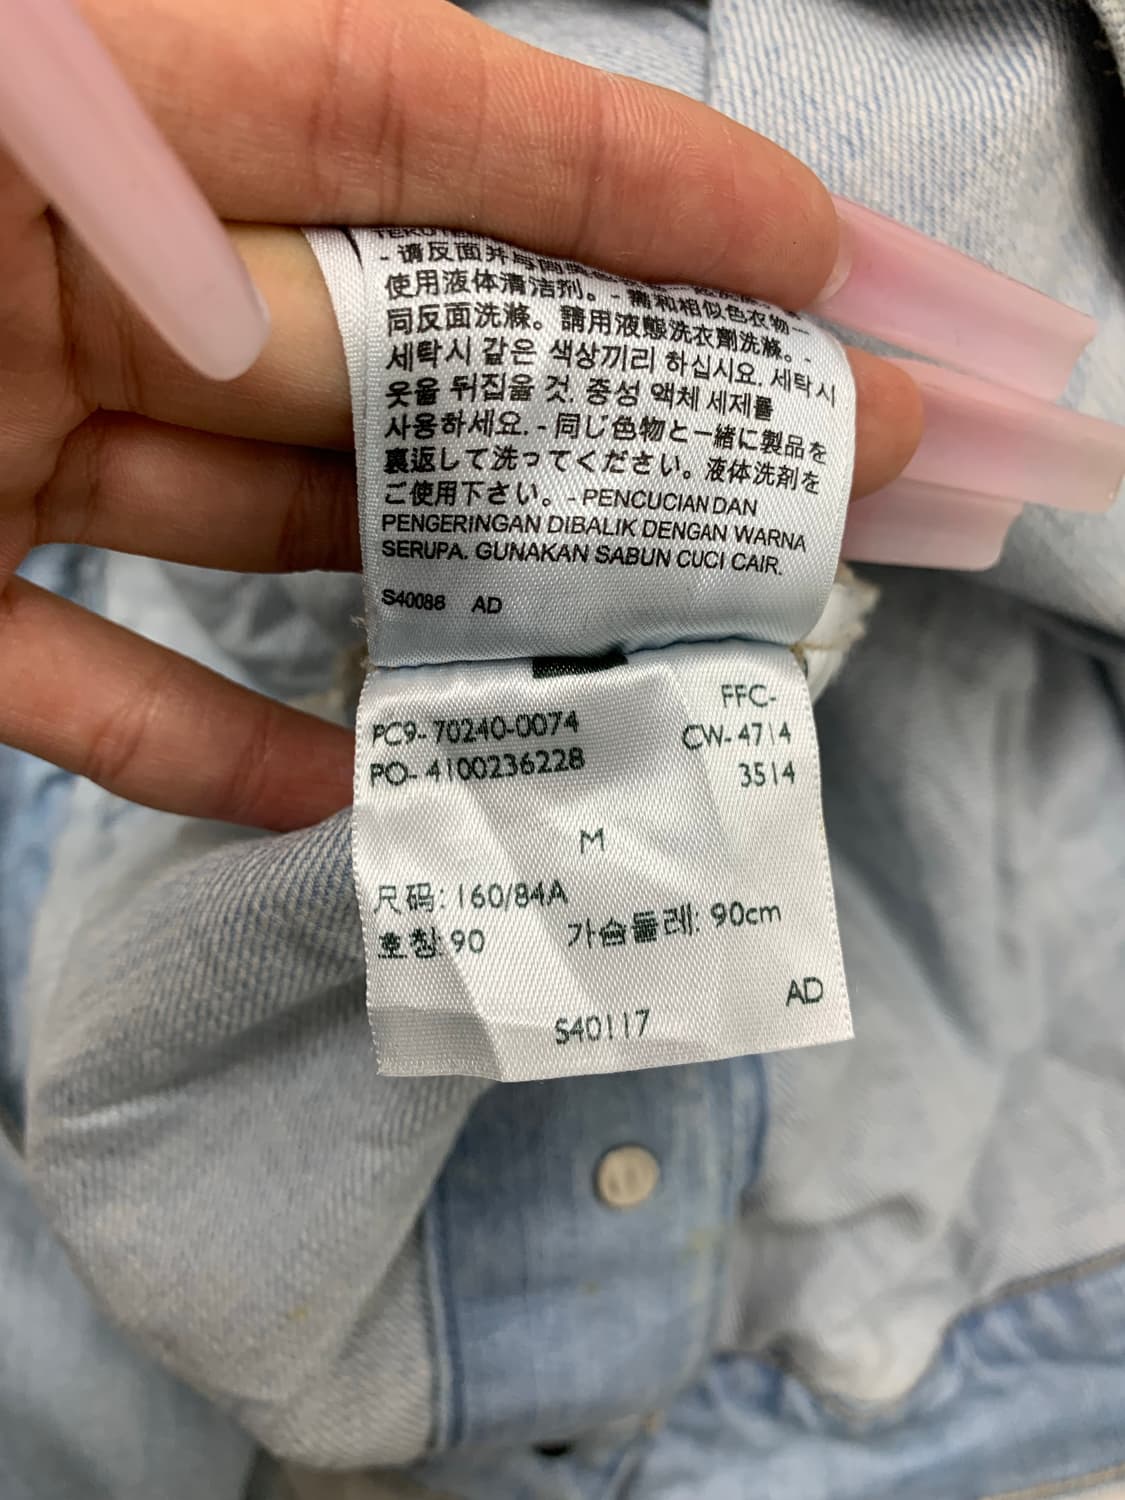 - 请反面并与同
使用液体清洁剂。- 需和相似色衣物一
同反面洗滌。請用液態洗衣劑洗滌。-
세탁시 같은 색상끼리 하십시요. 세탁시
옷을 뒤집을 것. 중성 액체 세제를
사용하세요. - 同じ色物と一緒に製品を
裏返して洗ってください。液体洗剤を
ご使用下さい。- PENCUCIAN DAN
PENGERINGAN DIBALIK DENGAN WARNA
SERUPA. GUNAKAN SABUN CUCI CAIR.
S40086 AD
FFC-
PC9-70240-0074 CW-4714
PO-4100236228 3514
M
尺码: 160/84A
호칭: 90 가슴둘레: 90cm
AD
S40117